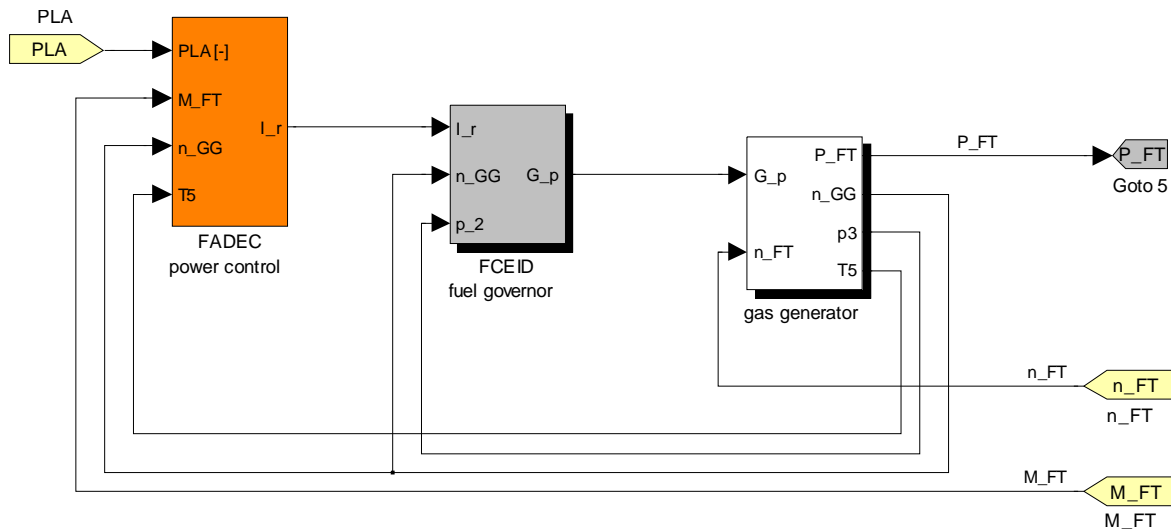 PLA
PLA
PLA [-]
M_FT
n_GG
T5
I_r
FADEC
power control
I_r
n_GG
p_2
G_p
FCEID
fuel governor
G_p
n_FT
P_FT
n_GG
p3
T5
gas generator
P_FT
P_FT
Goto 5
n_FT
n_FT
n_FT
M_FT
M_FT
M_FT